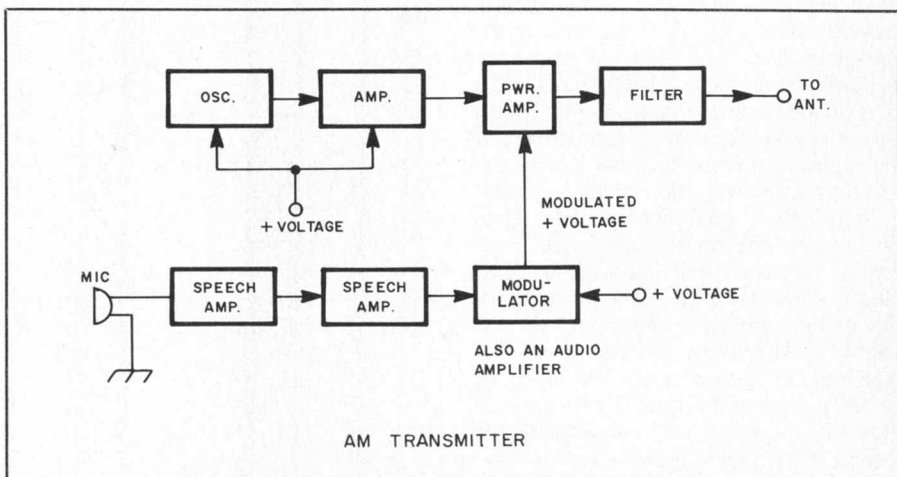 OSC.
AMP.
PWR.
AMP.
FILTER
TO
ANT.
+ VOLTAGE
MODULATED
+ VOLTAGE
MIC
SPEECH
AMP.
SPEECH
AMP.
MODU-
LATOR
+ VOLTAGE
ALSO AN AUDIO
AMPLIFIER
AM TRANSMITTER